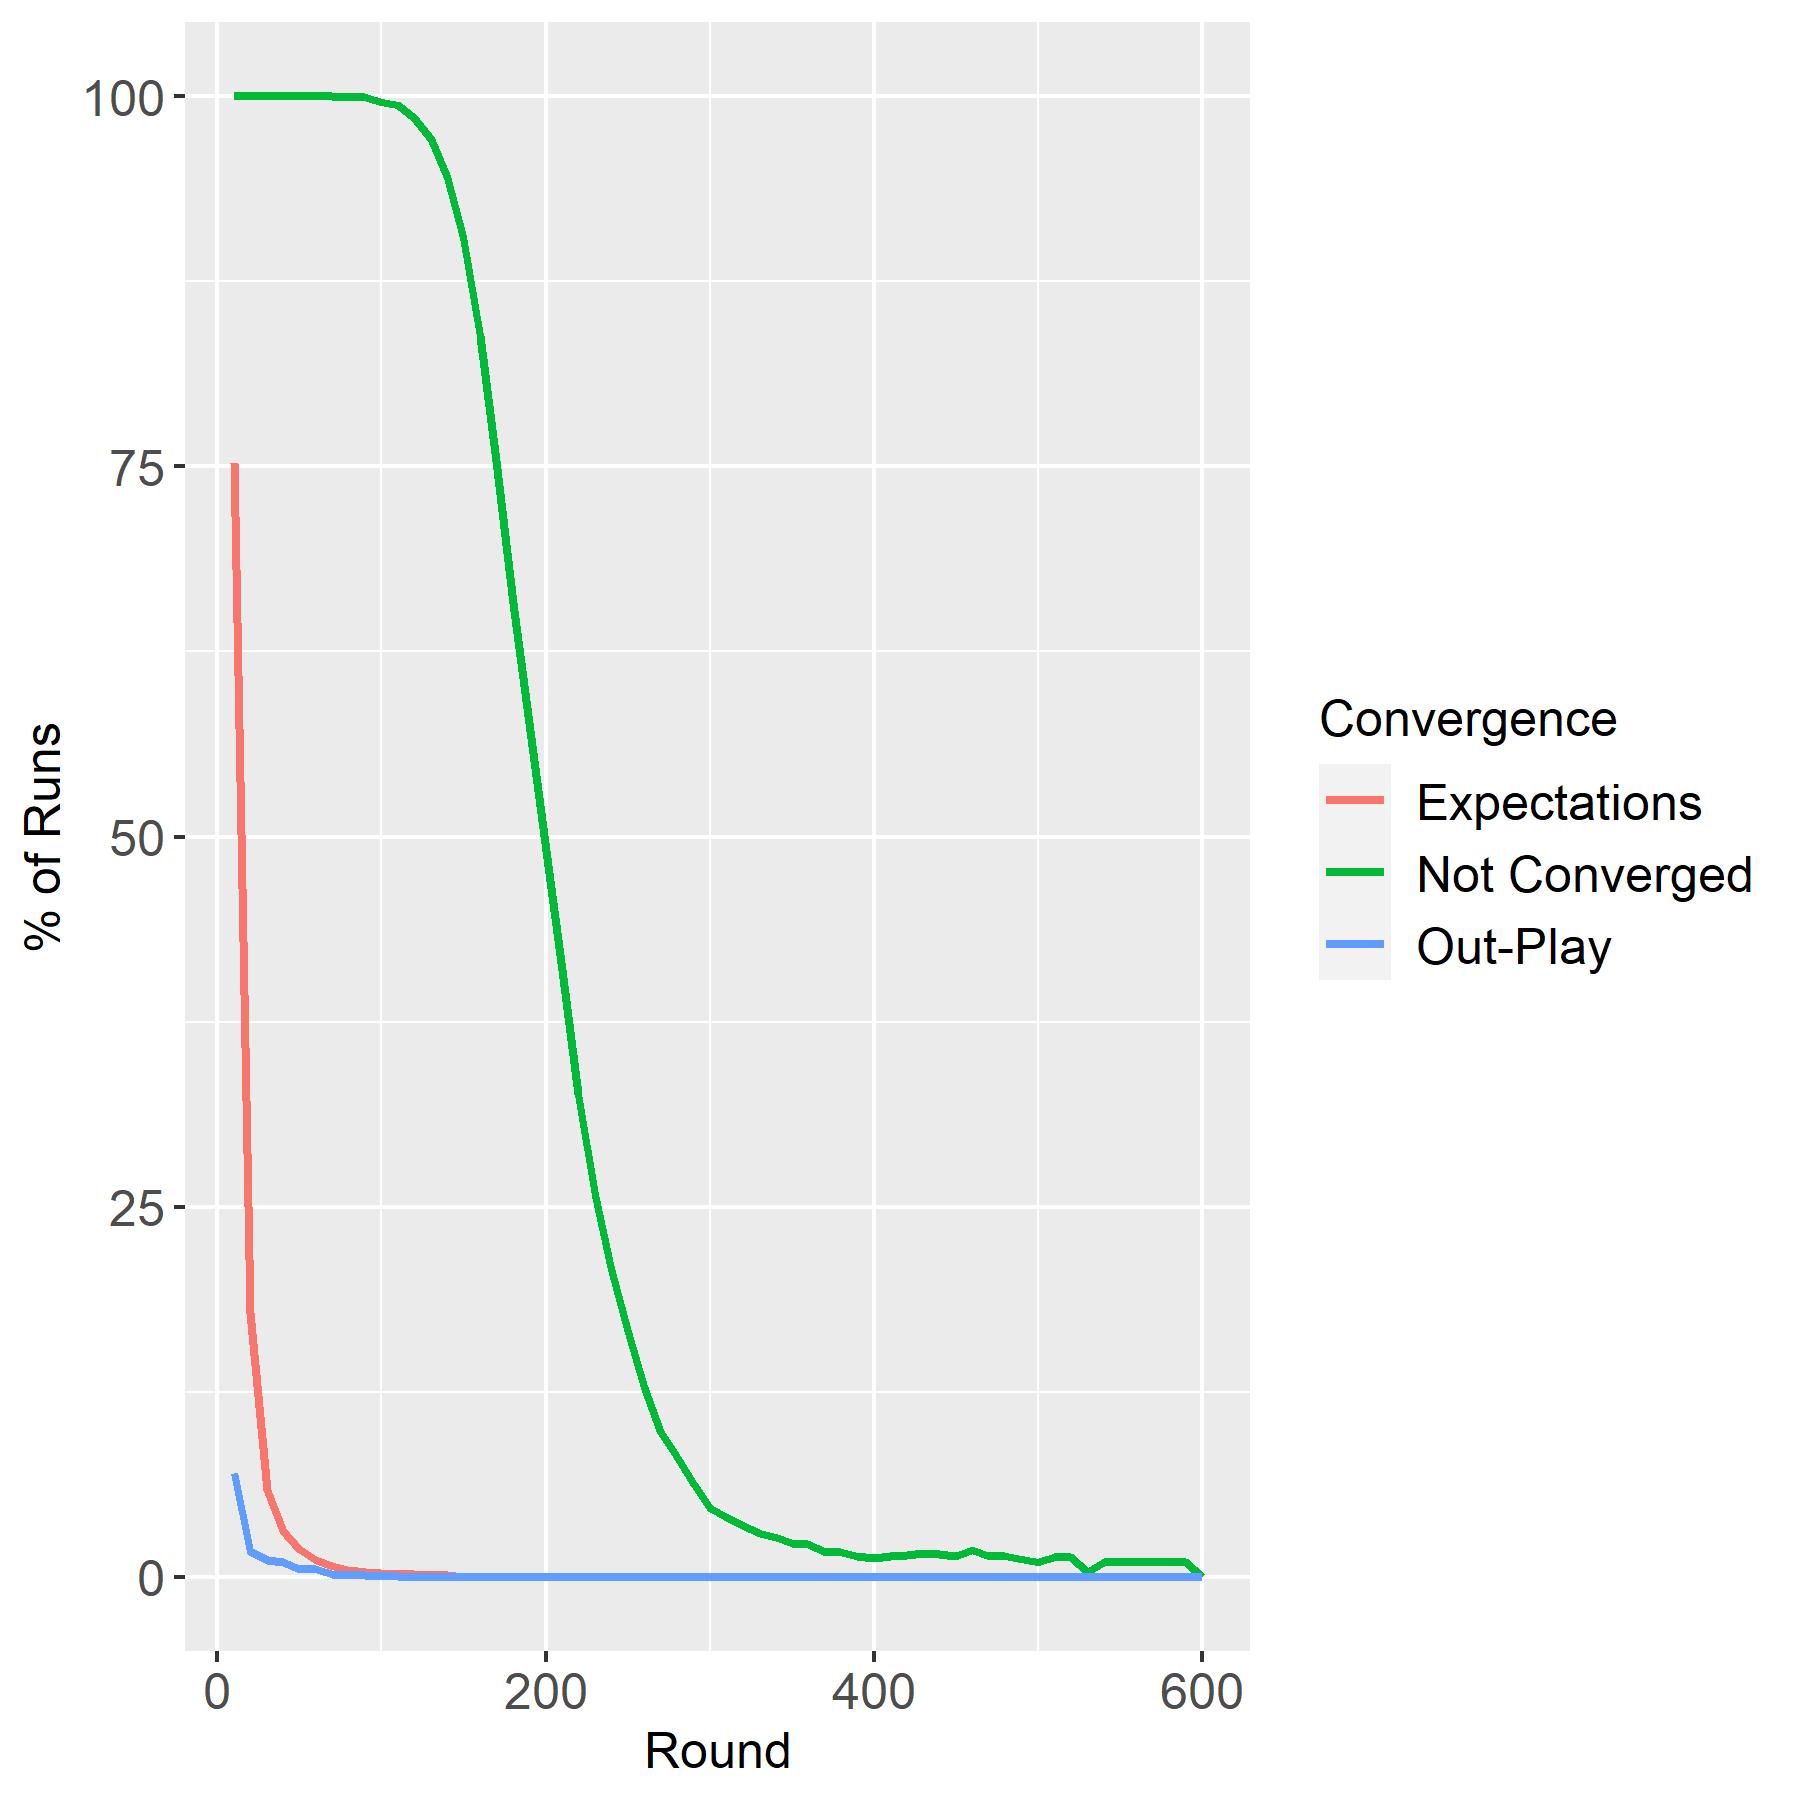 % of Runs
100
75
50
25
0
0 200 400 600
Round
Convergence
Expectations
Not Converged
Out-Play